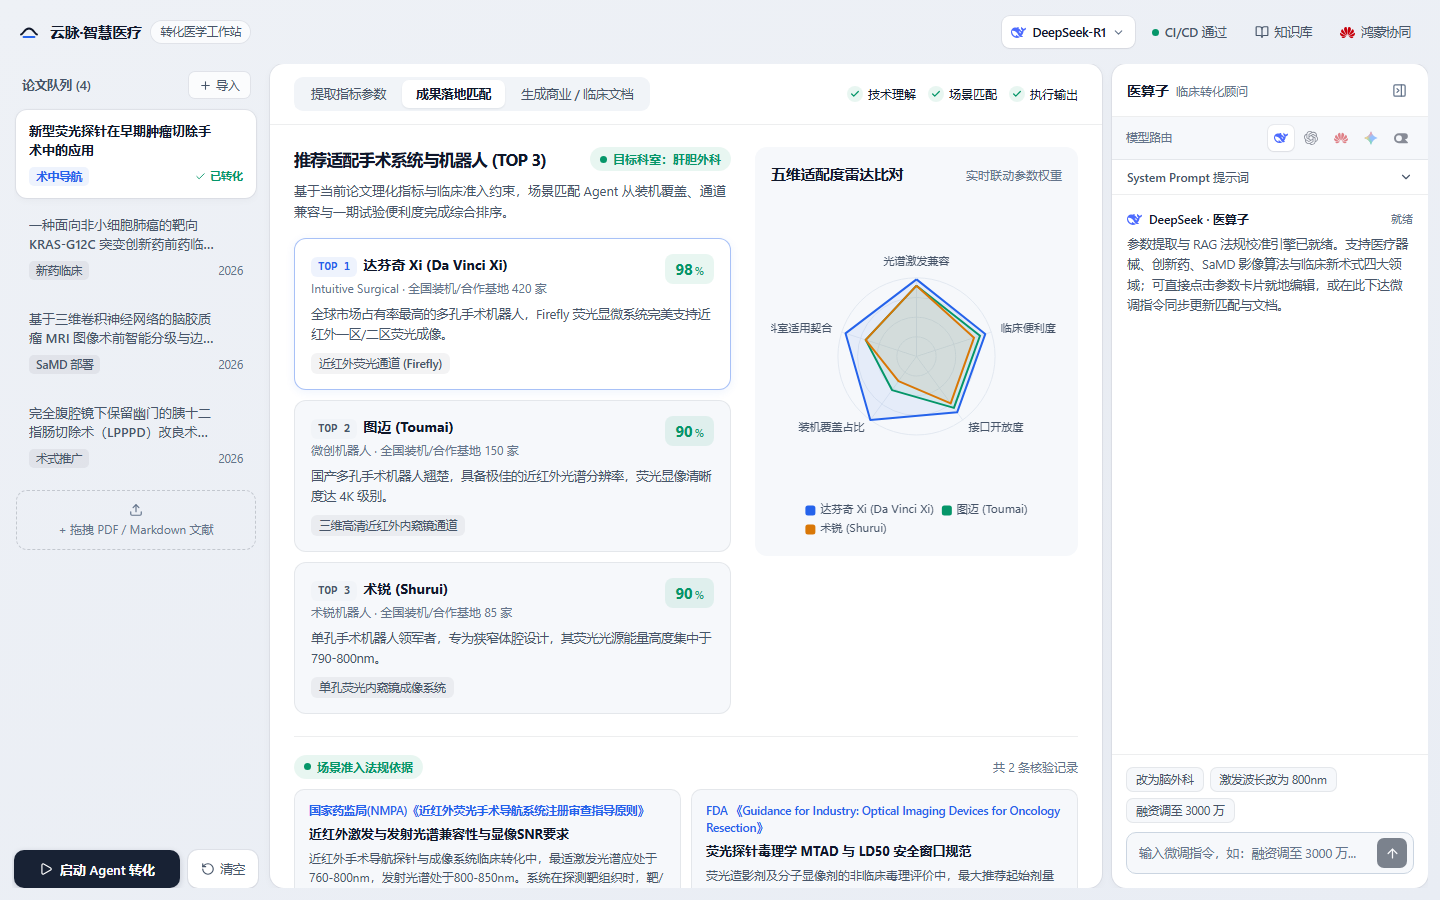 云脉·智慧医疗
转化医学工作站
DeepSeek-R1
CI/CD 通过
知识库
鸿蒙协同
论文队列 (4)
导入
新型荧光探针在早期肿瘤切除手
术中的应用
术中导航
已转化
一种面向非小细胞肺癌的靶向
KRAS-G12C 突变创新药前药临...
新药临床
2026
基于三维卷积神经网络的脑胶质
瘤 MRI 图像术前智能分级与边...
SaMD 部署
2026
完全腹腔镜下保留幽门的胰十二
指肠切除术（LPPPD）改良术...
术式推广
2026
+ 拖拽 PDF / Markdown 文献
启动 Agent 转化
清空
提取指标参数
成果落地匹配
生成商业 / 临床文档
技术理解
场景匹配
执行输出
推荐适配手术系统与机器人 (TOP 3)
目标科室：肝胆外科
基于当前论文理化指标与临床准入约束，场景匹配 Agent 从装机覆盖、通道
兼容与一期试验便利度完成综合排序。
TOP 1
达芬奇 Xi (Da Vinci Xi)
98%
Intuitive Surgical · 全国装机/合作基地 420 家
全球市场占有率最高的多孔手术机器人，Firefly 荧光显微系统完美支持近
红外一区/二区荧光成像。
近红外荧光通道 (Firefly)
TOP 2
图迈 (Toumai)
90%
微创机器人 · 全国装机/合作基地 150 家
国产多孔手术机器人翘楚，具备极佳的近红外光谱分辨率，荧光显像清晰
度达 4K 级别。
三维高清近红外内窥镜通道
TOP 3
术锐 (Shurui)
90%
术锐机器人 · 全国装机/合作基地 85 家
单孔手术机器人领军者，专为狭窄体腔设计，其荧光光源能量高度集中于
790-800nm。
单孔荧光内窥镜成像系统
五维适配度雷达比对
实时联动参数权重
光谱激发兼容
临床便利度
接口开放度
装机覆盖占比
科室适用契合
达芬奇 Xi (Da Vinci Xi)
图迈 (Toumai)
术锐 (Shurui)
场景准入法规依据
共 2 条核验记录
国家药监局(NMPA)《近红外荧光手术导航系统注册审查指导原则》
近红外激发与发射光谱兼容性与显像SNR要求
近红外手术导航探针与成像系统临床转化中，最适激发光谱应处于
760-800nm，发射光谱处于800-850nm。系统在探测靶组织时，靶/
FDA 《Guidance for Industry: Optical Imaging Devices for Oncology
Resection》
荧光探针毒理学 MTAD 与 LD50 安全窗口规范
荧光造影剂及分子显像剂的非临床毒理评价中，最大推荐起始剂量
医算子
临床转化顾问
模型路由
System Prompt 提示词
DeepSeek · 医算子
就绪
参数提取与 RAG 法规校准引擎已就绪。支持医疗器
械、创新药、SaMD 影像算法与临床新术式四大领
域；可直接点击参数卡片就地编辑，或在此下达微
调指令同步更新匹配与文档。
改为脑外科
激发波长改为 800nm
融资调至 3000 万
输入微调指令，如：融资调至 3000 万...